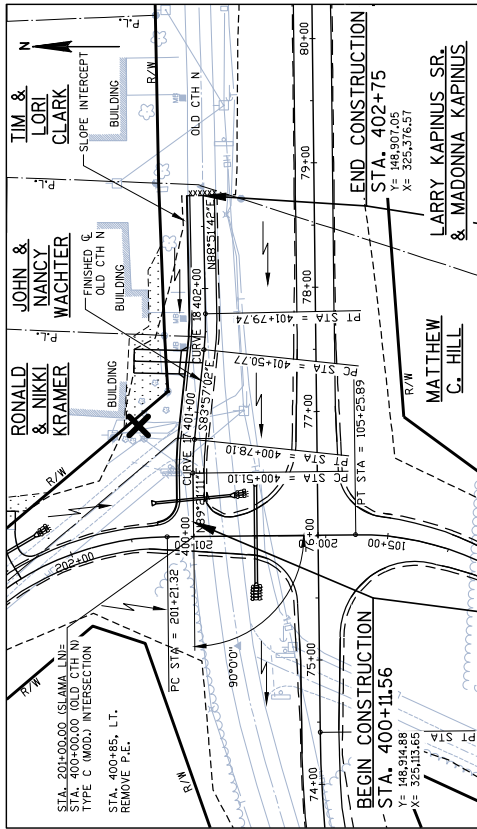 P.L.
TIM &
LORI
CLARK
BUILDING
SLOPE INTERCEPT
R/W
N
P.L.
JOHN &
NANCY
WACHTER
FINISHED ℄
OLD CTH N
BUILDING
RONALD
& NIKKI
KRAMER
BUILDING
R/W
R/W
STA. 201+00.00 (SLAMA LN)=
STA. 400+00.00 (OLD CTH N)
TYPE C (MOD.) INTERSECTION
STA. 400+85, LT.
REMOVE P.E.
R/W
202+00
201
PC STA = 201+21.32
400+00
CURVE 17
401+00
CURVE 18
402+00
OLD CTH N
S83°57'02"E
N88°51'42"E
PC STA = 400+51.10
PT STA = 400+78.10
PC STA = 401+50.77
PT STA = 401+79.74
PT STA = 105+25.89
90°0'0"
74+00
75+00
76+00
77+00
78+00
79+00
80+00
200
105+00
PT STA
BEGIN CONSTRUCTION
STA. 400+11.56
Y= 148,914.88
X= 325,113.65
R/W
MATTHEW
C. HILL
END CONSTRUCTION
STA. 402+75
Y= 148,907.05
X= 325,376.57
LARRY KAPINUS SR.
& MADONNA KAPINUS